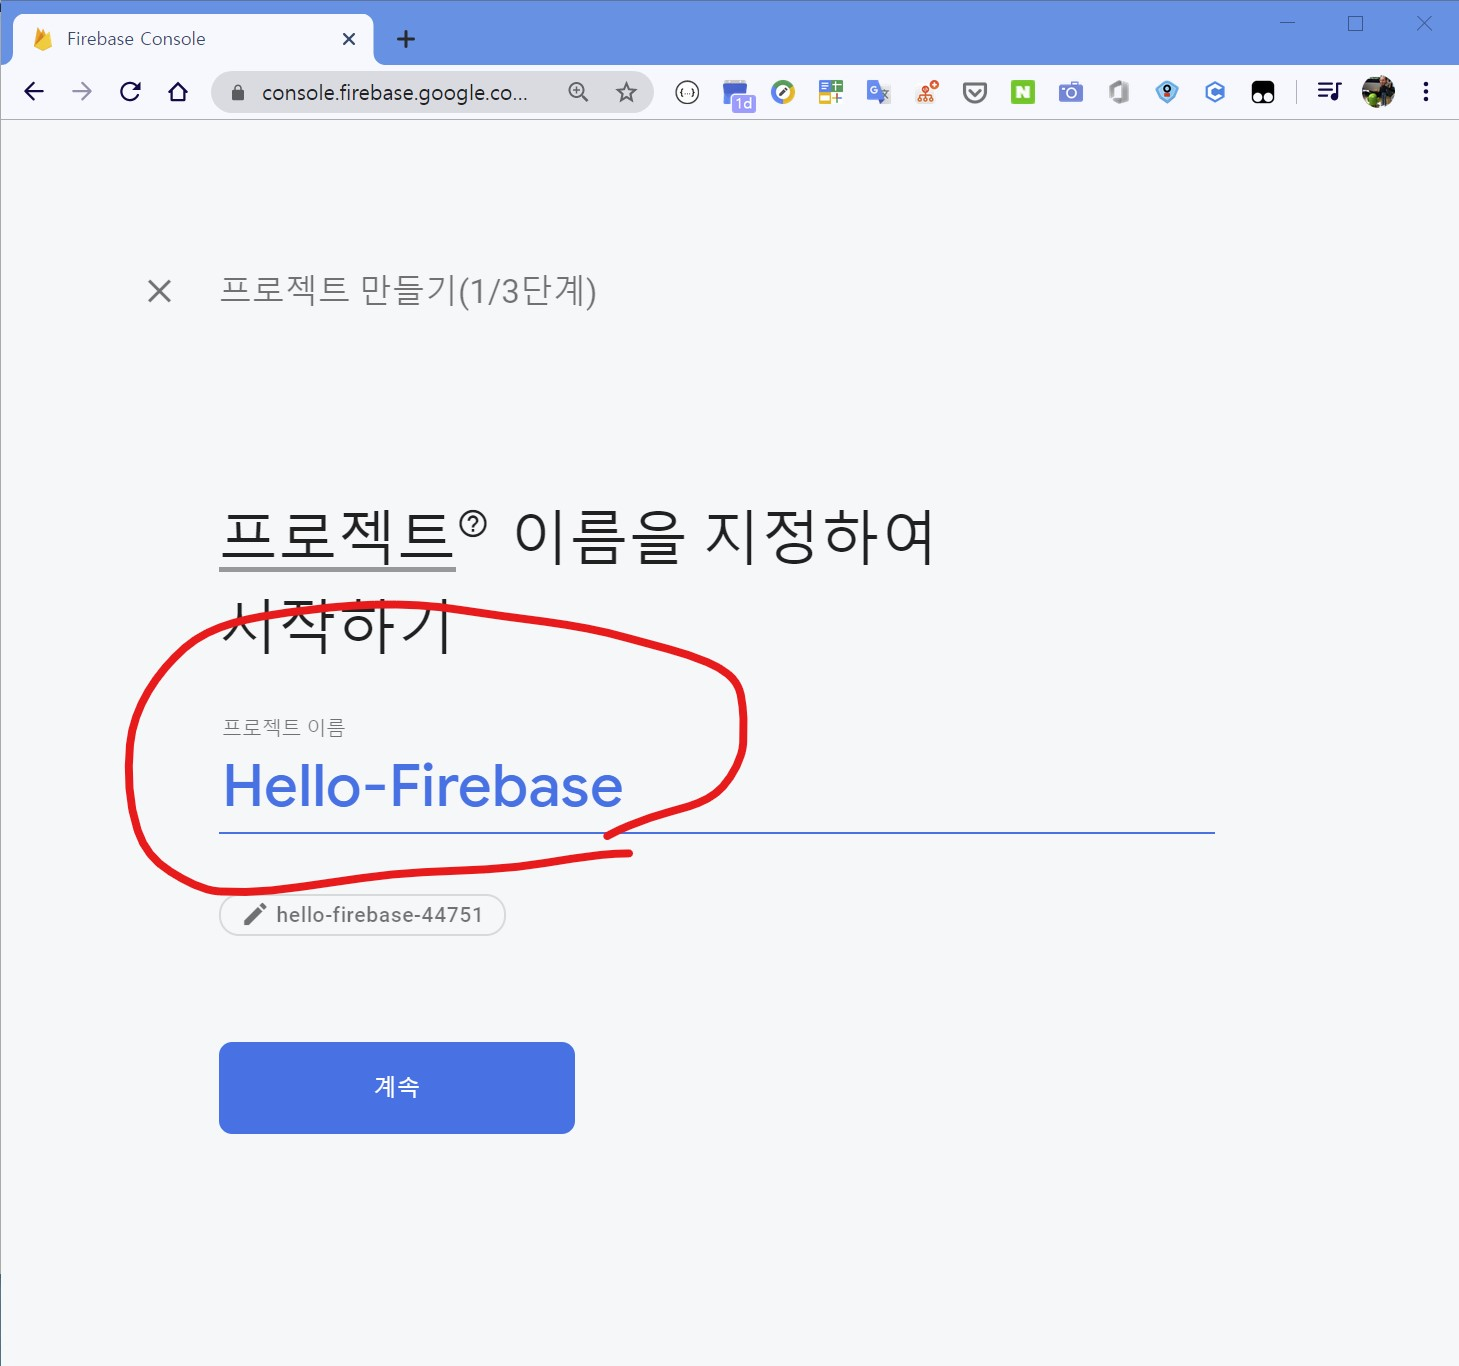 Firebase Console
console.firebase.google.co...
1d
N
프로젝트 만들기(1/3단계)
프로젝트 이름을 지정하여
시작하기
프로젝트 이름
Hello-Firebase
hello-firebase-44751
계속